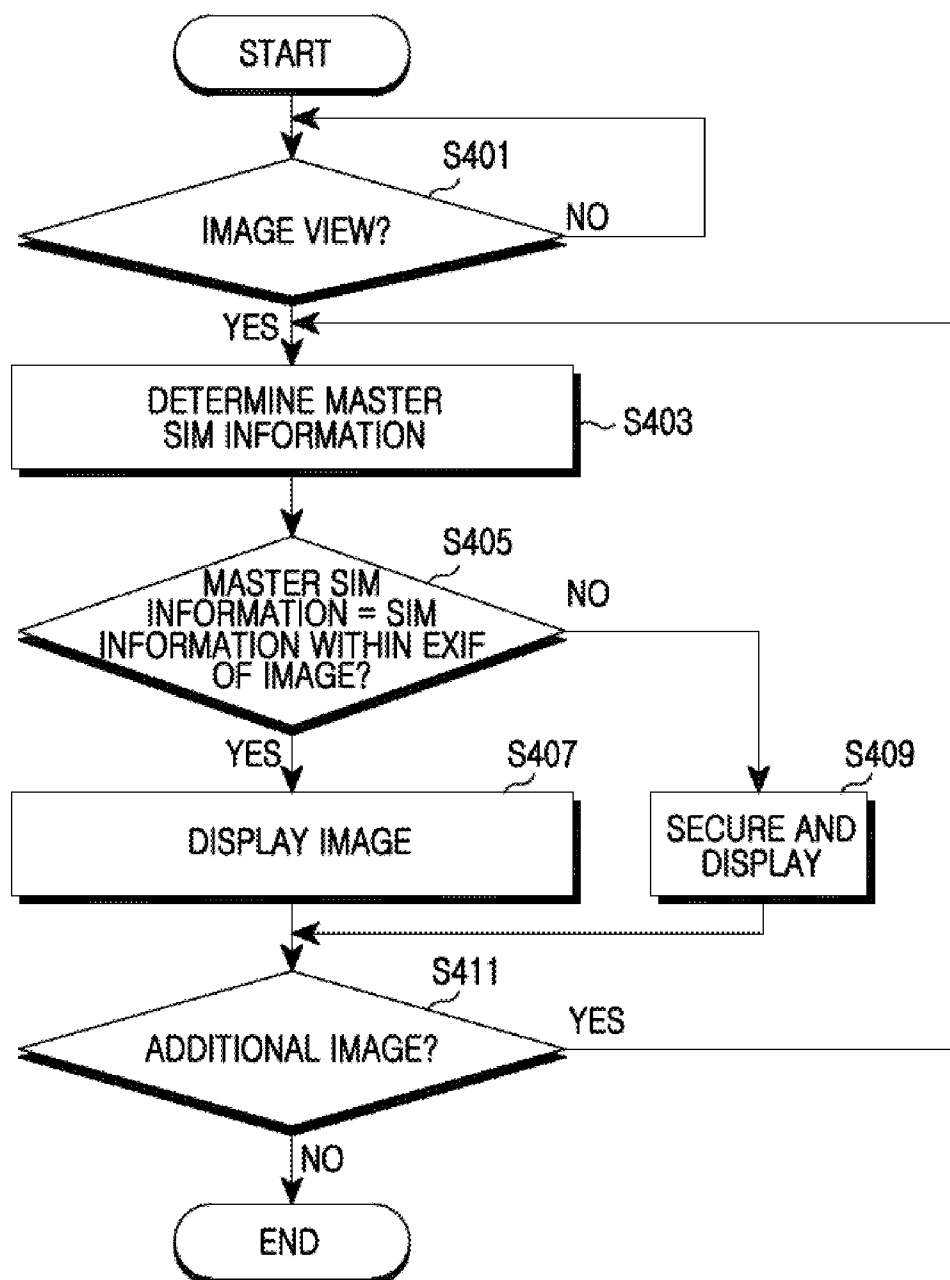 START
S401
IMAGE VIEW?
NO
YES
DETERMINE MASTER
SIM INFORMATION
S403
S405
MASTER SIM
INFORMATION = SIM
INFORMATION WITHIN EXIF
OF IMAGE?
NO
YES
S407
S409
DISPLAY IMAGE
SECURE AND
DISPLAY
S411
ADDITIONAL IMAGE?
YES
NO
END